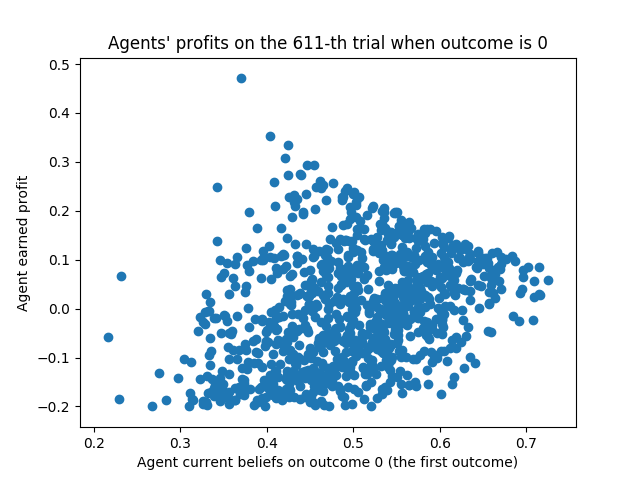 Agents' profits on the 611-th trial when outcome is 0
0.5
0.4
0.3
0.2
0.1
0.0
−0.1
−0.2
Agent earned profit
0.2 0.3 0.4 0.5 0.6 0.7
Agent current beliefs on outcome 0 (the first outcome)